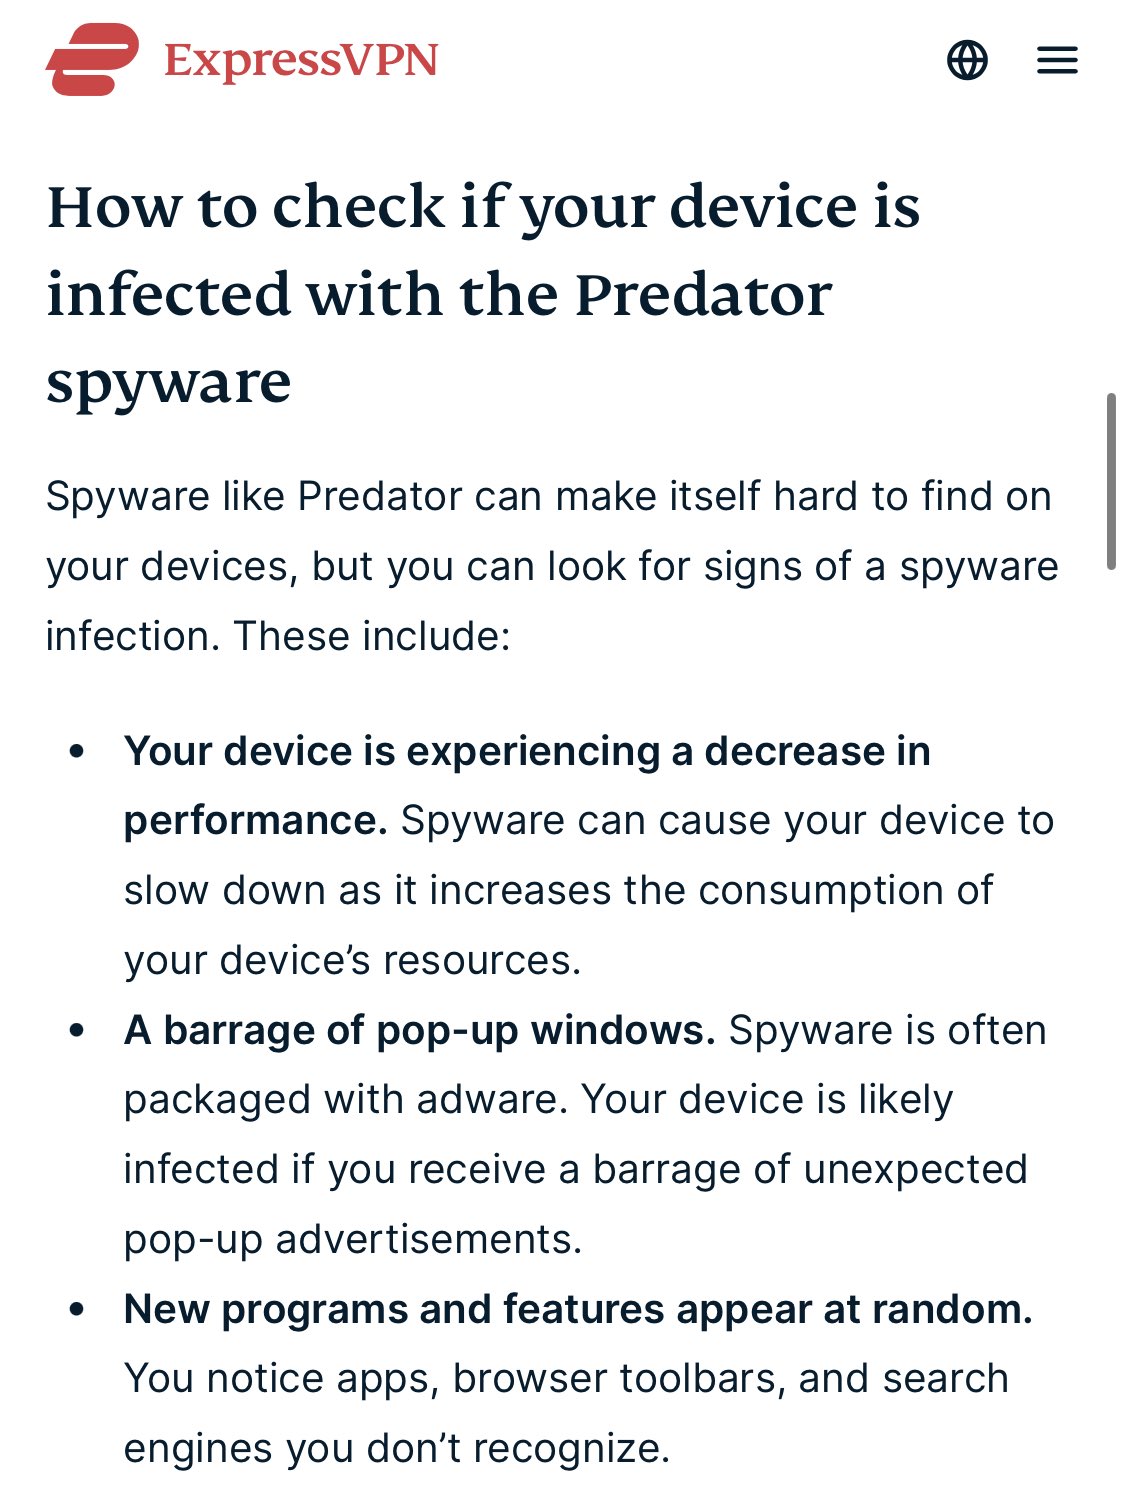 ExpressVPN
How to check if your device is
infected with the Predator
spyware
Spyware like Predator can make itself hard to find on
your devices, but you can look for signs of a spyware
infection. These include:
• Your device is experiencing a decrease in
performance. Spyware can cause your device to
slow down as it increases the consumption of
your device’s resources.
• A barrage of pop-up windows. Spyware is often
packaged with adware. Your device is likely
infected if you receive a barrage of unexpected
pop-up advertisements.
• New programs and features appear at random.
You notice apps, browser toolbars, and search
engines you don’t recognize.